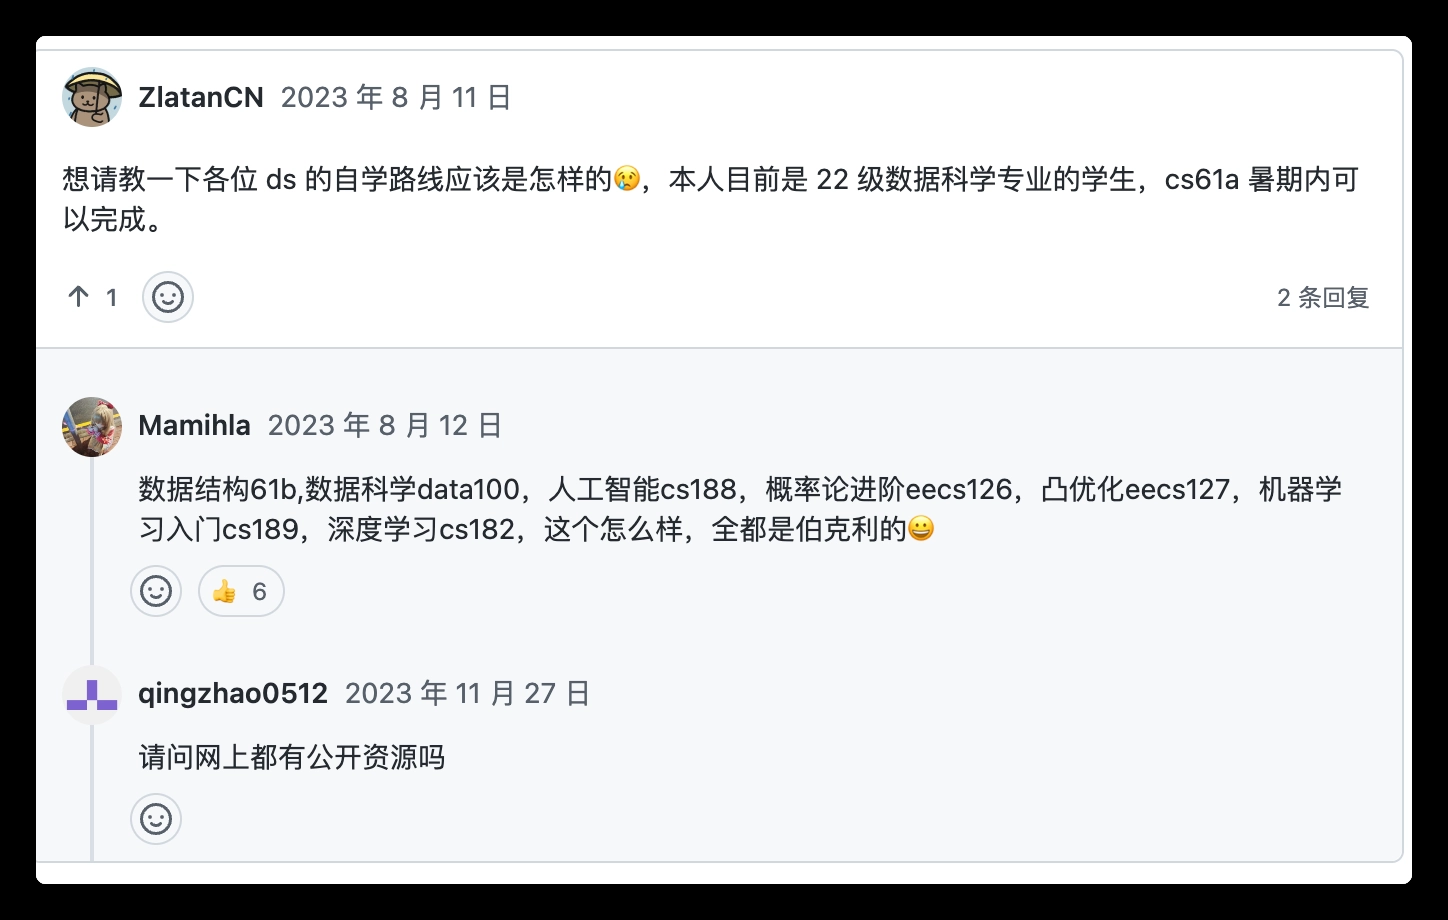 ZlatanCN 2023 年 8 月 11 日
想请教一下各位 ds 的自学路线应该是怎样的😢，本人目前是 22 级数据科学专业的学生，cs61a 暑期内可
以完成。
↑ 1
2 条回复
Mamihla 2023 年 8 月 12 日
数据结构61b,数据科学data100，人工智能cs188，概率论进阶eecs126，凸优化eecs127，机器学
习入门cs189，深度学习cs182，这个怎么样，全都是伯克利的😀
👍 6
qingzhao0512 2023 年 11 月 27 日
请问网上都有公开资源吗